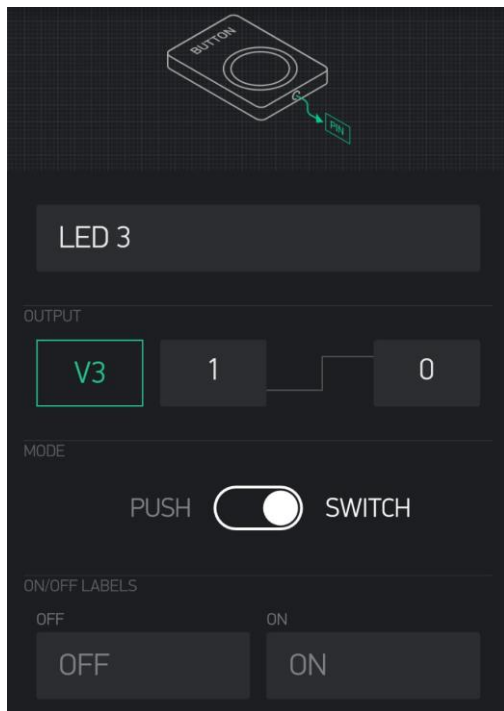 BUTTON
PIN
LED 3
OUTPUT
V3 1 0
MODE
PUSH SWITCH
ON/OFF LABELS
OFF ON
OFF ON